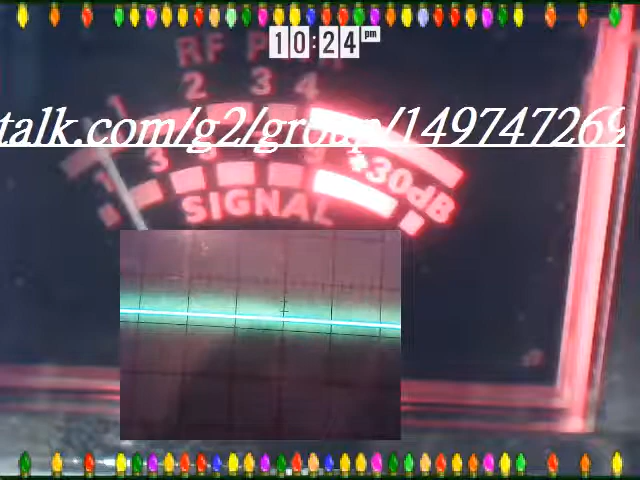 10:24 pm
RF
2 3 4
1
talk.com/g2/group/149747269
1 3 5 7 9 +30dB
SIGNAL